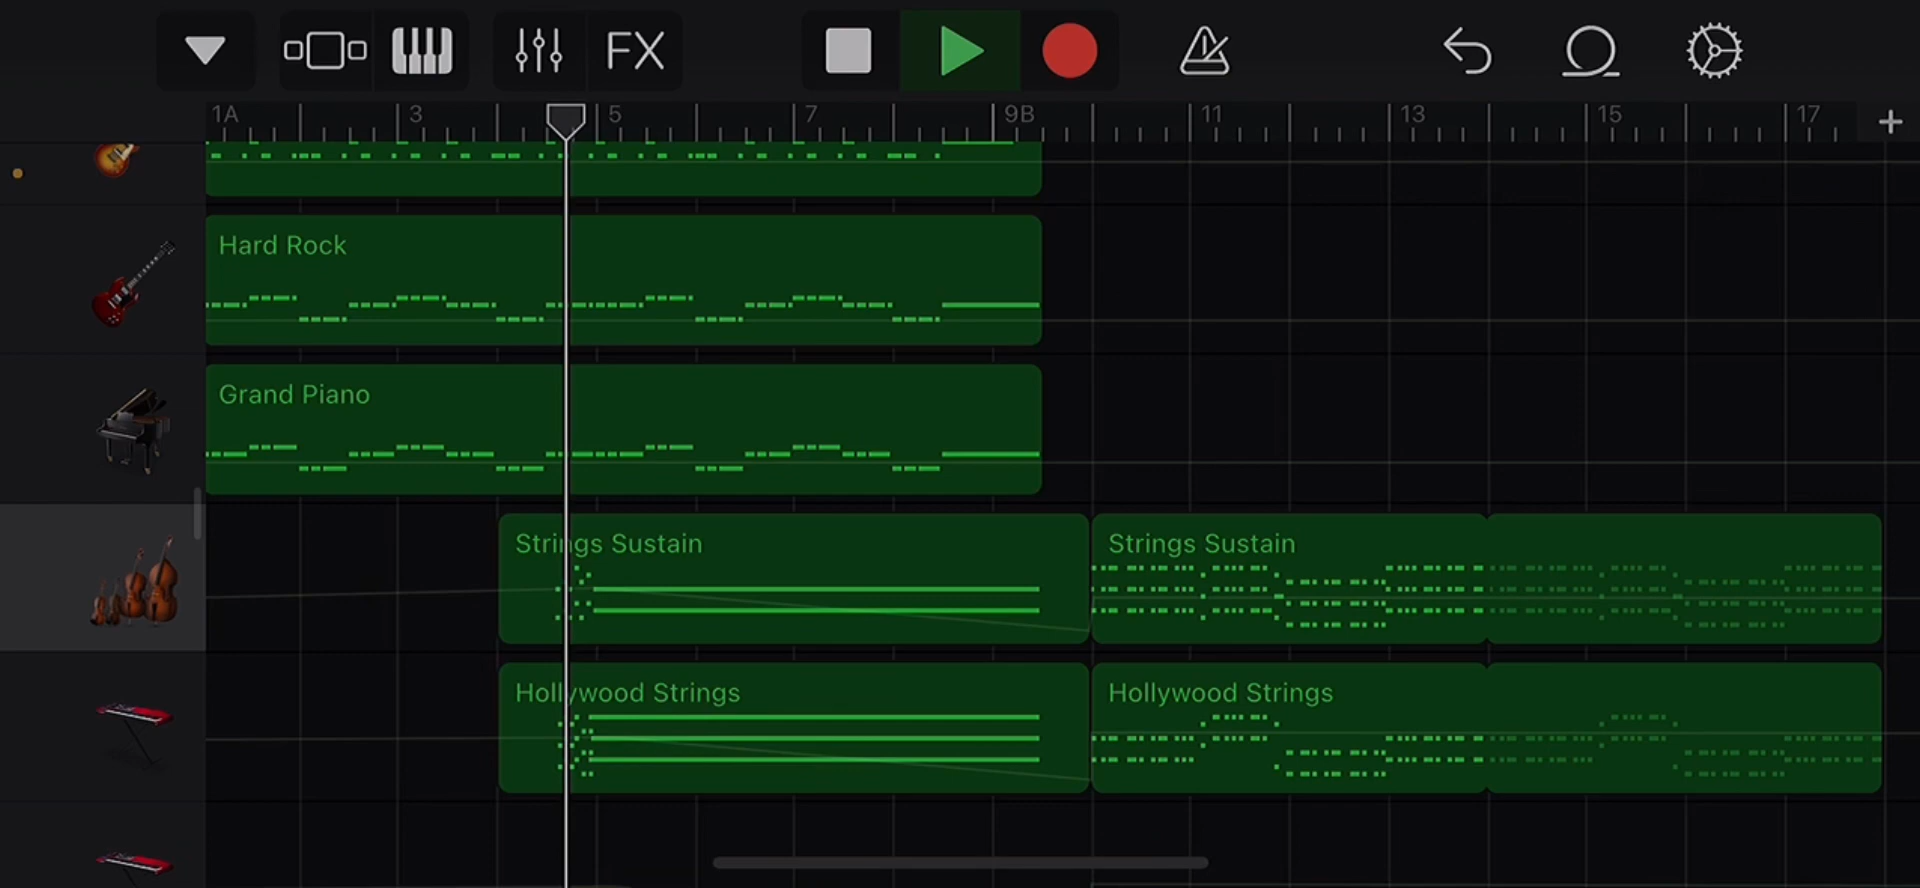 FX
1A 3 5 7 9B 11 13 15 17
Hard Rock
Grand Piano
Strings Sustain Strings Sustain
Hollywood Strings Hollywood Strings